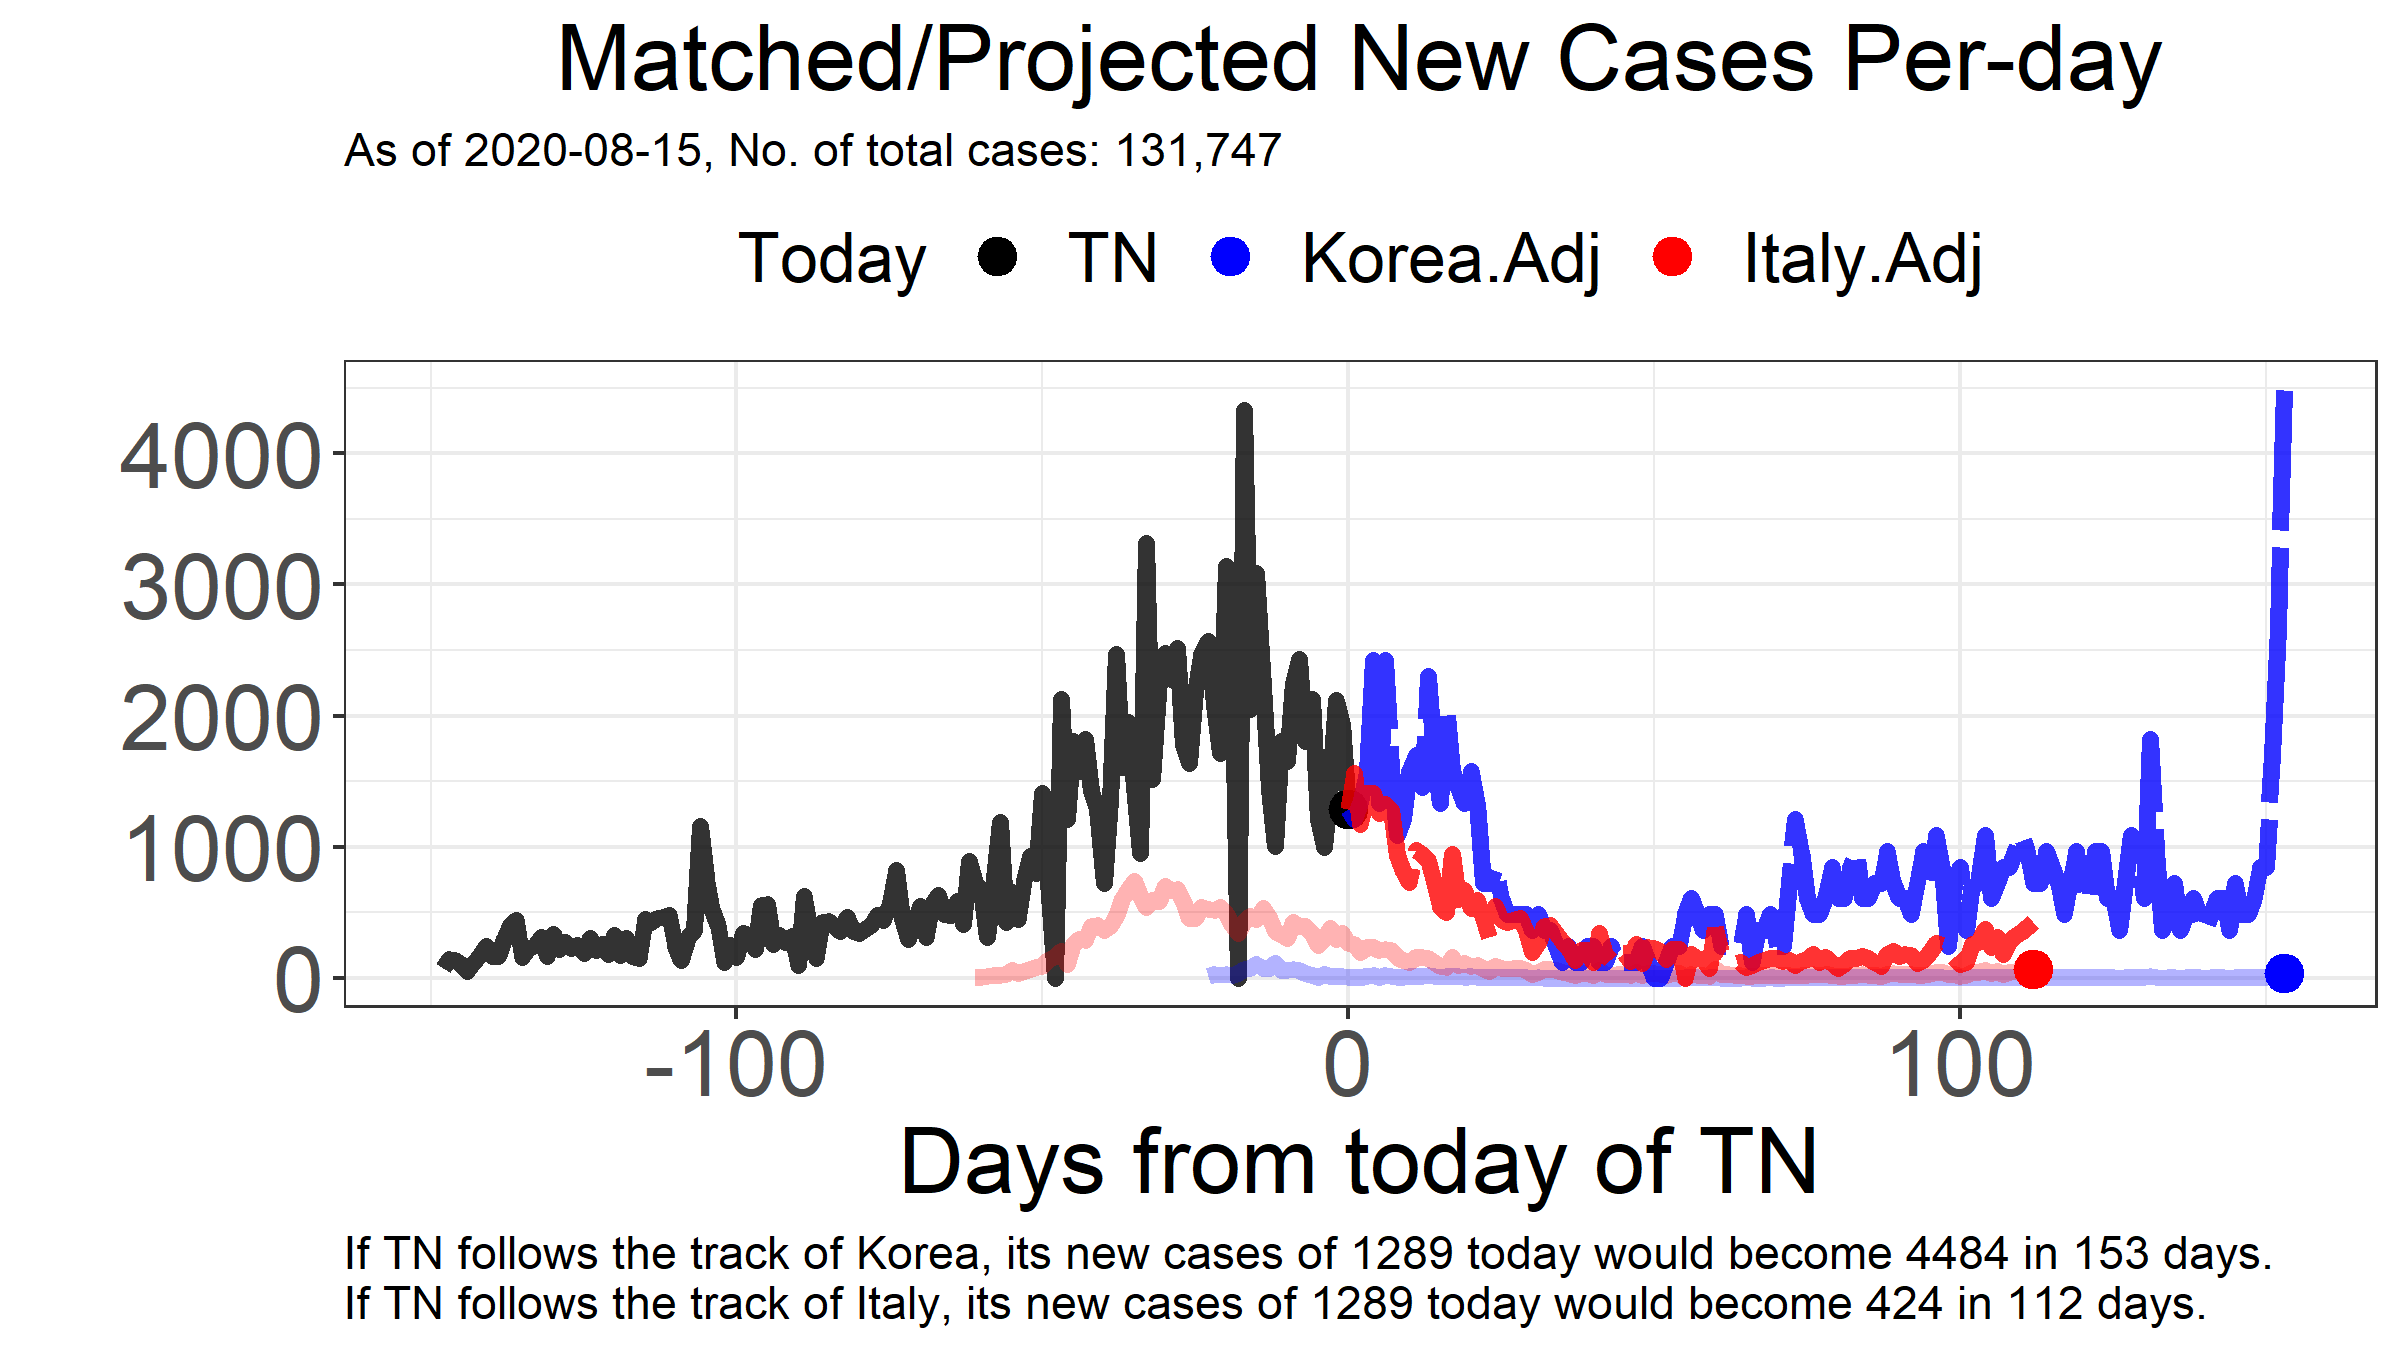 Matched/Projected New Cases Per-day
As of 2020-08-15, No. of total cases: 131,747
Today TN Korea.Adj Italy.Adj
4000
3000
2000
1000
0
-100 0 100
Days from today of TN
If TN follows the track of Korea, its new cases of 1289 today would become 4484 in 153 days.
If TN follows the track of Italy, its new cases of 1289 today would become 424 in 112 days.